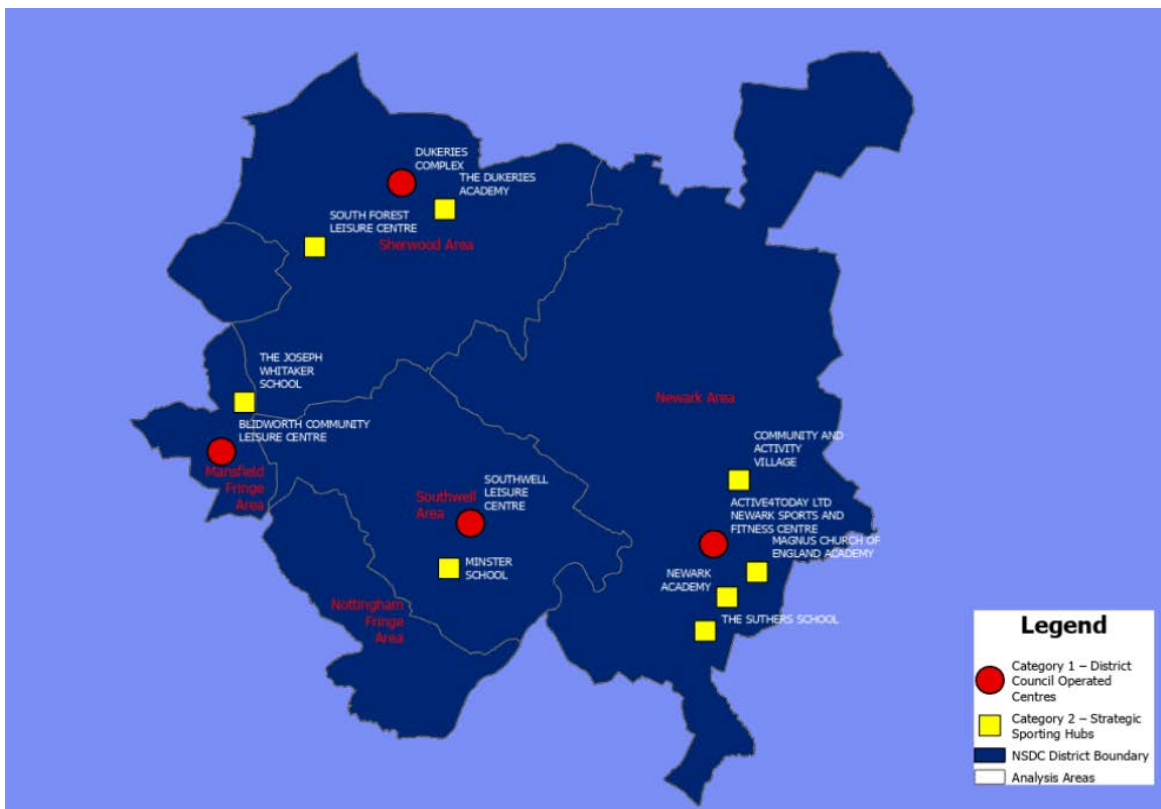 DUKERIES
COMPLEX
THE DUKERIES
ACADEMY
SOUTH FOREST
LEISURE CENTRE
Sherwood Area
THE JOSEPH
WHITAKER
SCHOOL
BLIDWORTH COMMUNITY
LEISURE CENTRE
Mansfield
Fringe
Area
Newark Area
COMMUNITY AND
ACTIVITY
VILLAGE
SOUTHWELL
LEISURE
CENTRE
Southwell
Area
ACTIVE4TODAY LTD
NEWARK SPORTS AND
FITNESS CENTRE
MAGNUS CHURCH OF
ENGLAND ACADEMY
MINSTER
SCHOOL
NEWARK
ACADEMY
THE SUTHERS SCHOOL
Nottingham
Fringe
Area
Legend
Category 1 – District
Council Operated
Centres
Category 2 – Strategic
Sporting Hubs
NSDC District Boundary
Analysis Areas